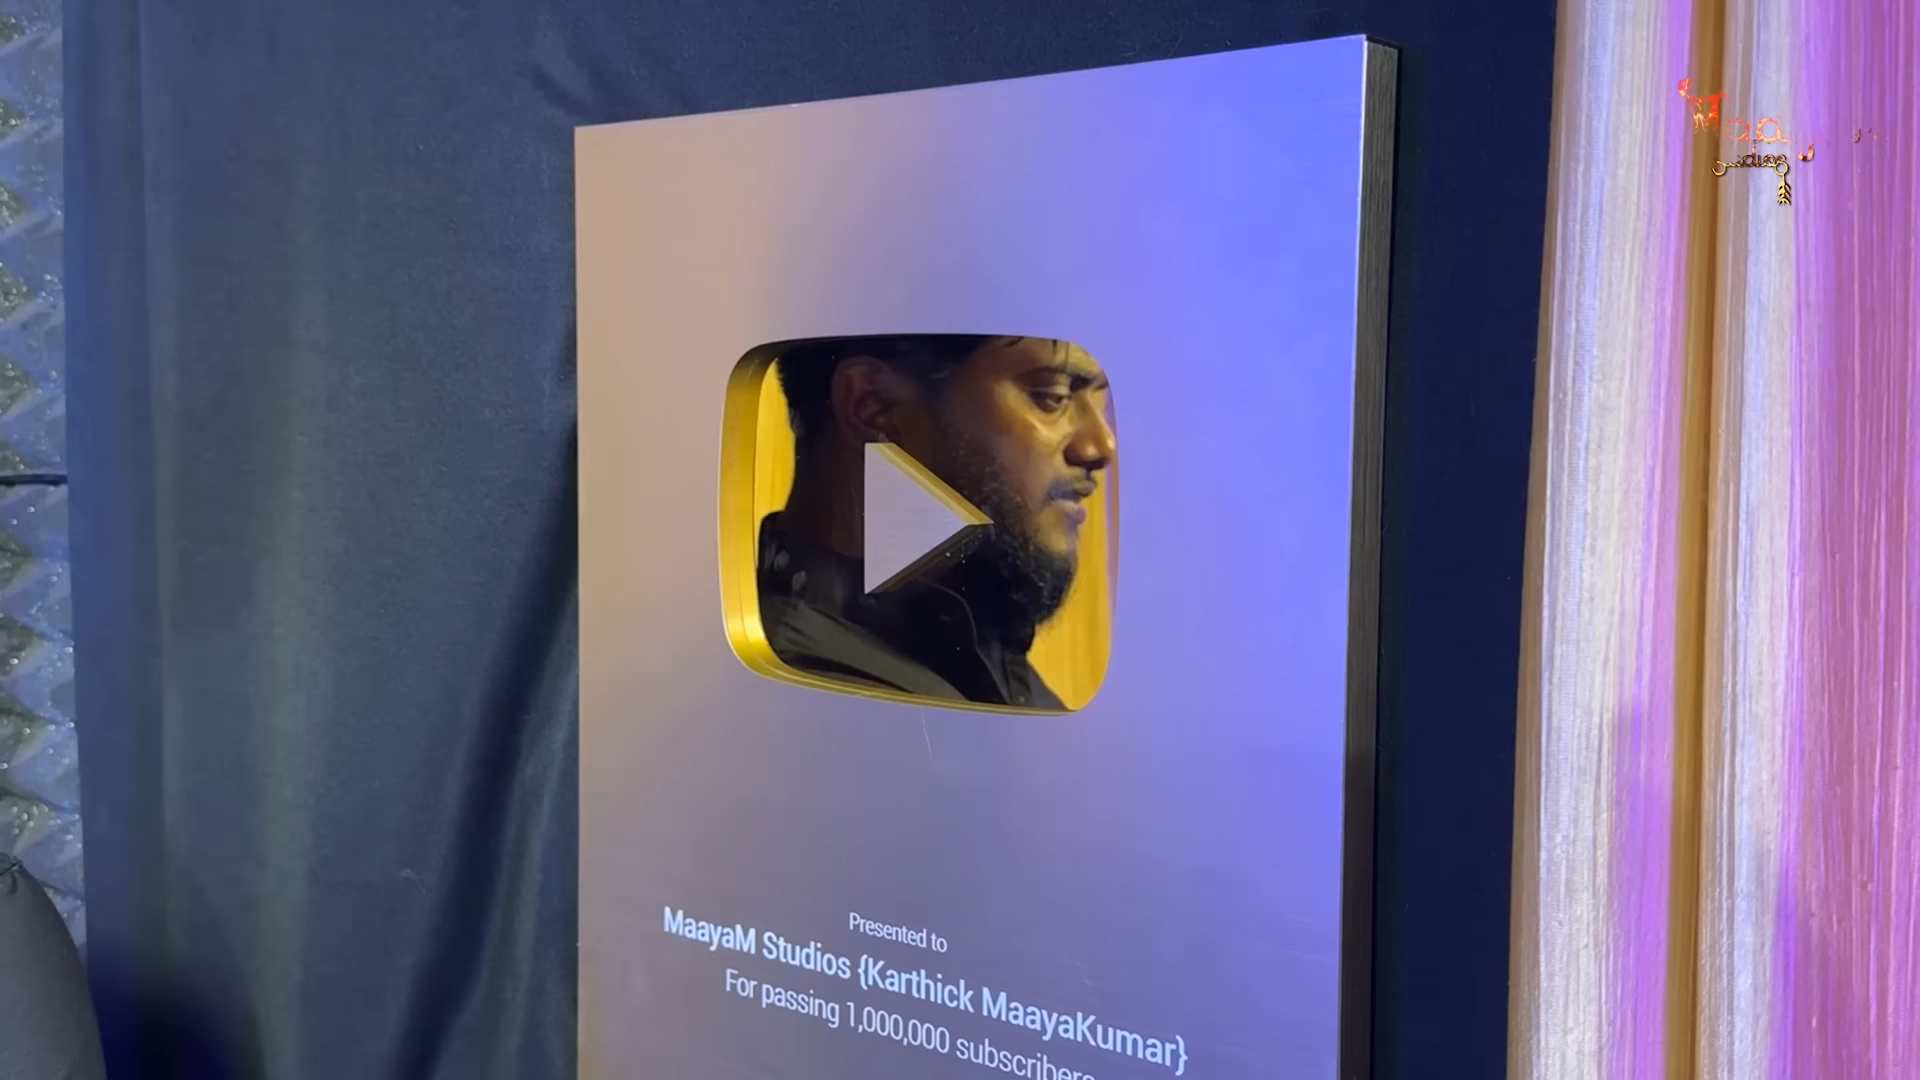 Presented to
MaayaM Studios {Karthick MaayaKumar}
For passing 1,000,000 subscribers